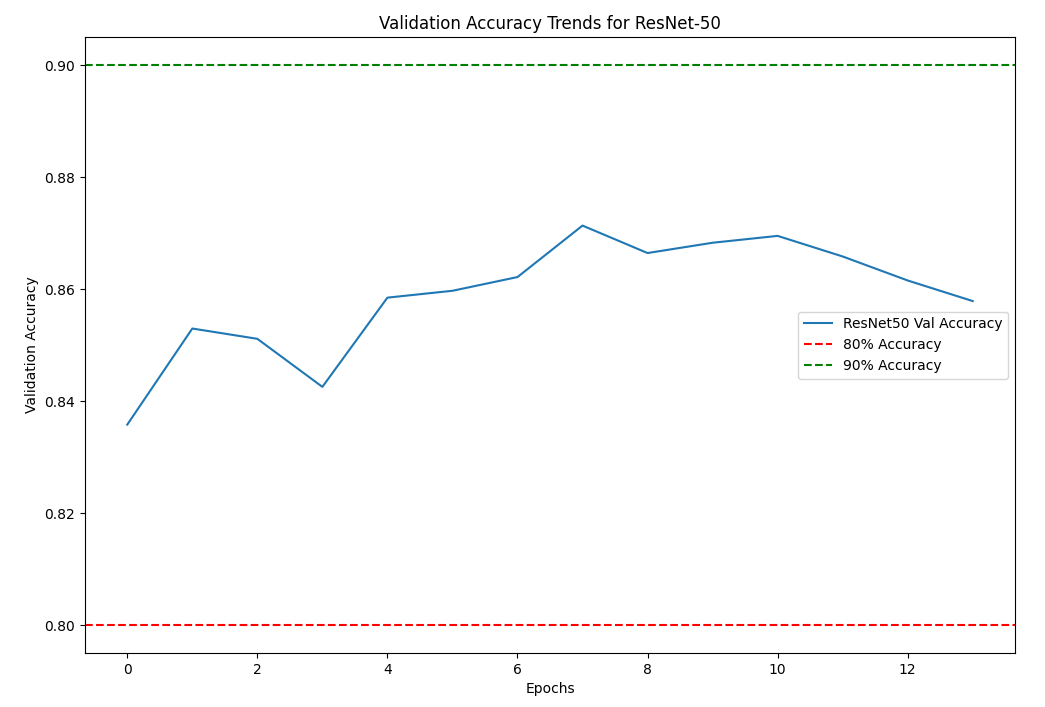 Validation Accuracy Trends for ResNet-50
0.90
0.88
0.86
0.84
0.82
0.80
Validation Accuracy
ResNet50 Val Accuracy
80% Accuracy
90% Accuracy
0 2 4 6 8 10 12
Epochs